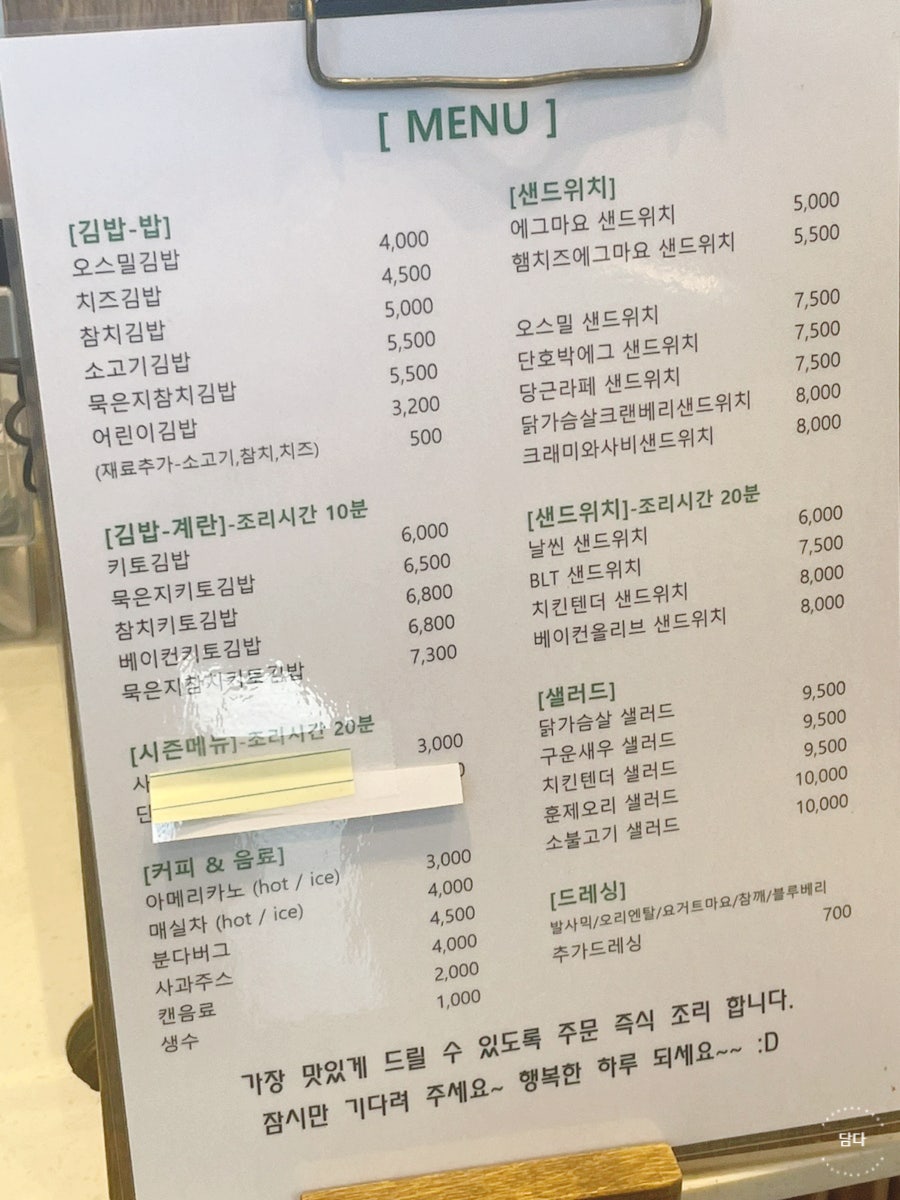 [ MENU ]
[김밥-밥]
오스밀김밥 4,000
치즈김밥 4,500
참치김밥 5,000
소고기김밥 5,500
묵은지참치김밥 5,500
어린이김밥 3,200
(재료추가-소고기,참치,치즈) 500
[김밥-계란]-조리시간 10분
키토김밥 6,000
묵은지키토김밥 6,500
참치키토김밥 6,800
베이컨키토김밥 6,800
묵은지참치키토김밥 7,300
[시즌메뉴]-조리시간 20분
3,000
[커피 & 음료]
아메리카노 (hot / ice) 3,000
매실차 (hot / ice) 4,000
분다버그 4,500
사과주스 4,000
캔음료 2,000
생수 1,000
[샌드위치]
에그마요 샌드위치 5,000
햄치즈에그마요 샌드위치 5,500
오스밀 샌드위치 7,500
단호박에그 샌드위치 7,500
당근라페 샌드위치 7,500
닭가슴살크랜베리샌드위치 8,000
크래미와사비샌드위치 8,000
[샌드위치]-조리시간 20분
날씬 샌드위치 6,000
BLT 샌드위치 7,500
치킨텐더 샌드위치 8,000
베이컨올리브 샌드위치 8,000
[샐러드]
닭가슴살 샐러드 9,500
구운새우 샐러드 9,500
치킨텐더 샐러드 9,500
훈제오리 샐러드 10,000
소불고기 샐러드 10,000
[드레싱]
발사믹/오리엔탈/요거트마요/참깨/블루베리
추가드레싱 700
가장 맛있게 드릴 수 있도록 주문 즉식 조리 합니다.
잠시만 기다려 주세요~ 행복한 하루 되세요~~ :D
담다